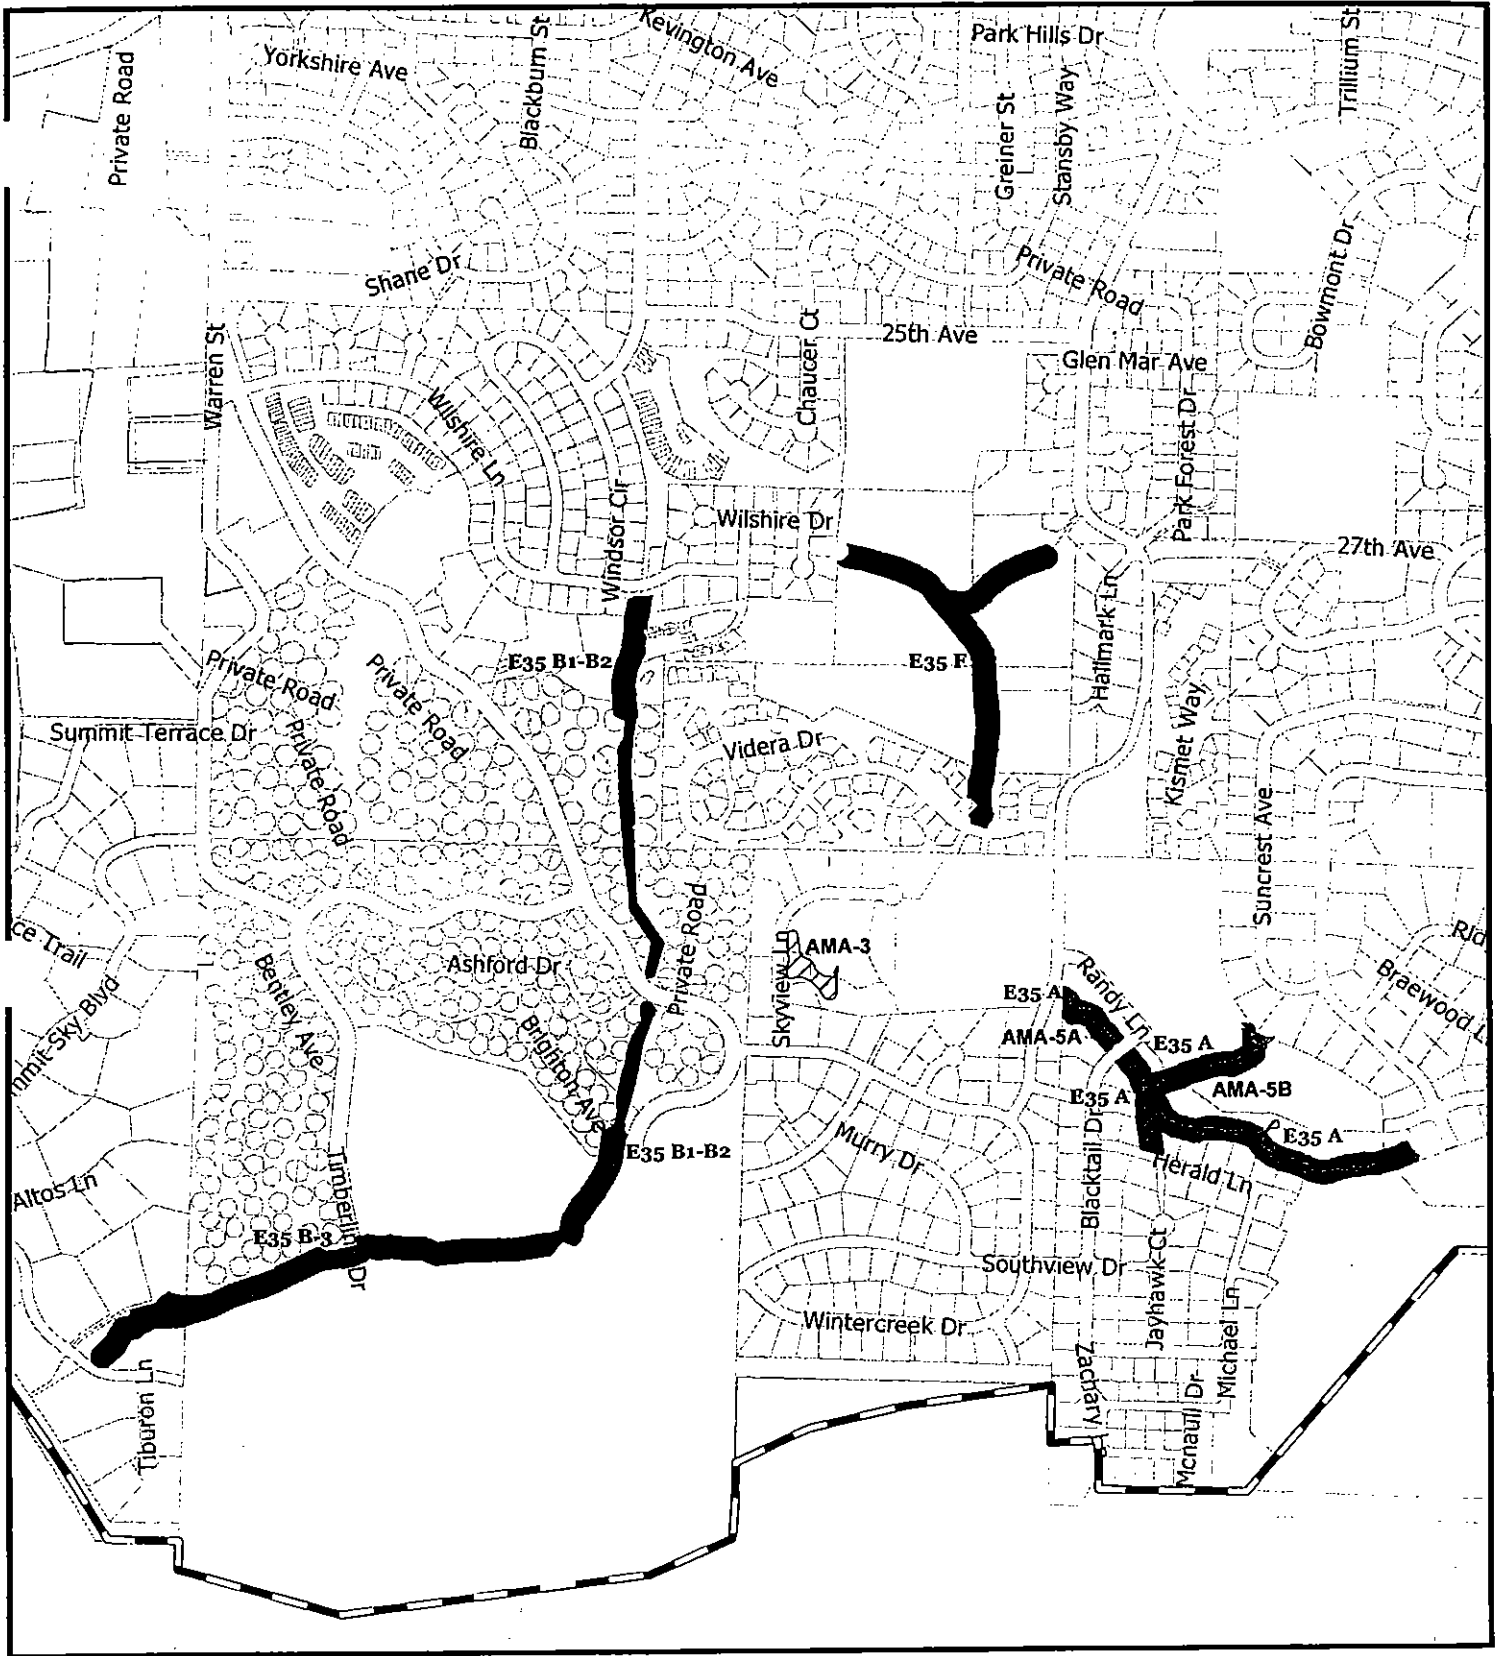 Private Road
Yorkshire Ave
Blackburn St
Kevington Ave
Park Hills Dr
Greiner St
Stansby Way
Trillium St
Shane Dr
Private Road
Bowmont Dr
Warren St
Chaucer Ct
25th Ave
Glen Mar Ave
Wilshire Ln
Park Forest Dr
Windsor Cir
Wilshire Dr
27th Ave
Hallmark Ln
E35 B1-B2
E35 F
Private Road
Private Road
Kismet Way
Summit Terrace Dr
Private Road
Videra Dr
Suncrest Ave
Private Road
ce Trail
Ashford Dr
Bentley Ave
Skyview Ln
AMA-3
Randy Ln
Rid
Braewood L
E35 A
AMA-5A
E35 A
mmit Sky Blvd
Brighton Ave
E35 A
AMA-5B
E35 A
E35 B1-B2
Murry Dr
Blacktail Dr
Herald Ln
Altos Ln
Timberline Dr
E35 B-3
Southview Dr
Jayhawk Ct
Michael Ln
Wintercreek Dr
Zachary
Tiburon Ln
Mcnaull Dr